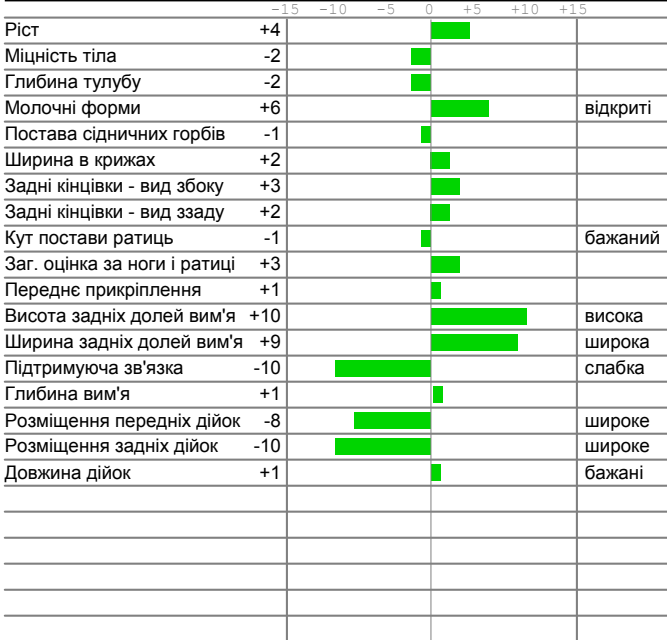 -15 -10 -5 0 +5 +10 +15
Ріст +4
Міцність тіла -2
Глибина тулубу -2
Молочні форми +6 відкриті
Постава сідничних горбів -1
Ширина в крижах +2
Задні кінцівки - вид збоку +3
Задні кінцівки - вид ззаду +2
Кут постави ратиць -1 бажаний
Заг. оцінка за ноги і ратиці +3
Переднє прикріплення +1
Висота задніх долей вим'я +10 висока
Ширина задніх долей вим'я +9 широка
Підтримуюча зв'язка -10 слабка
Глибина вим'я +1
Розміщення передніх дійок -8 широке
Розміщення задніх дійок -10 широке
Довжина дійок +1 бажані